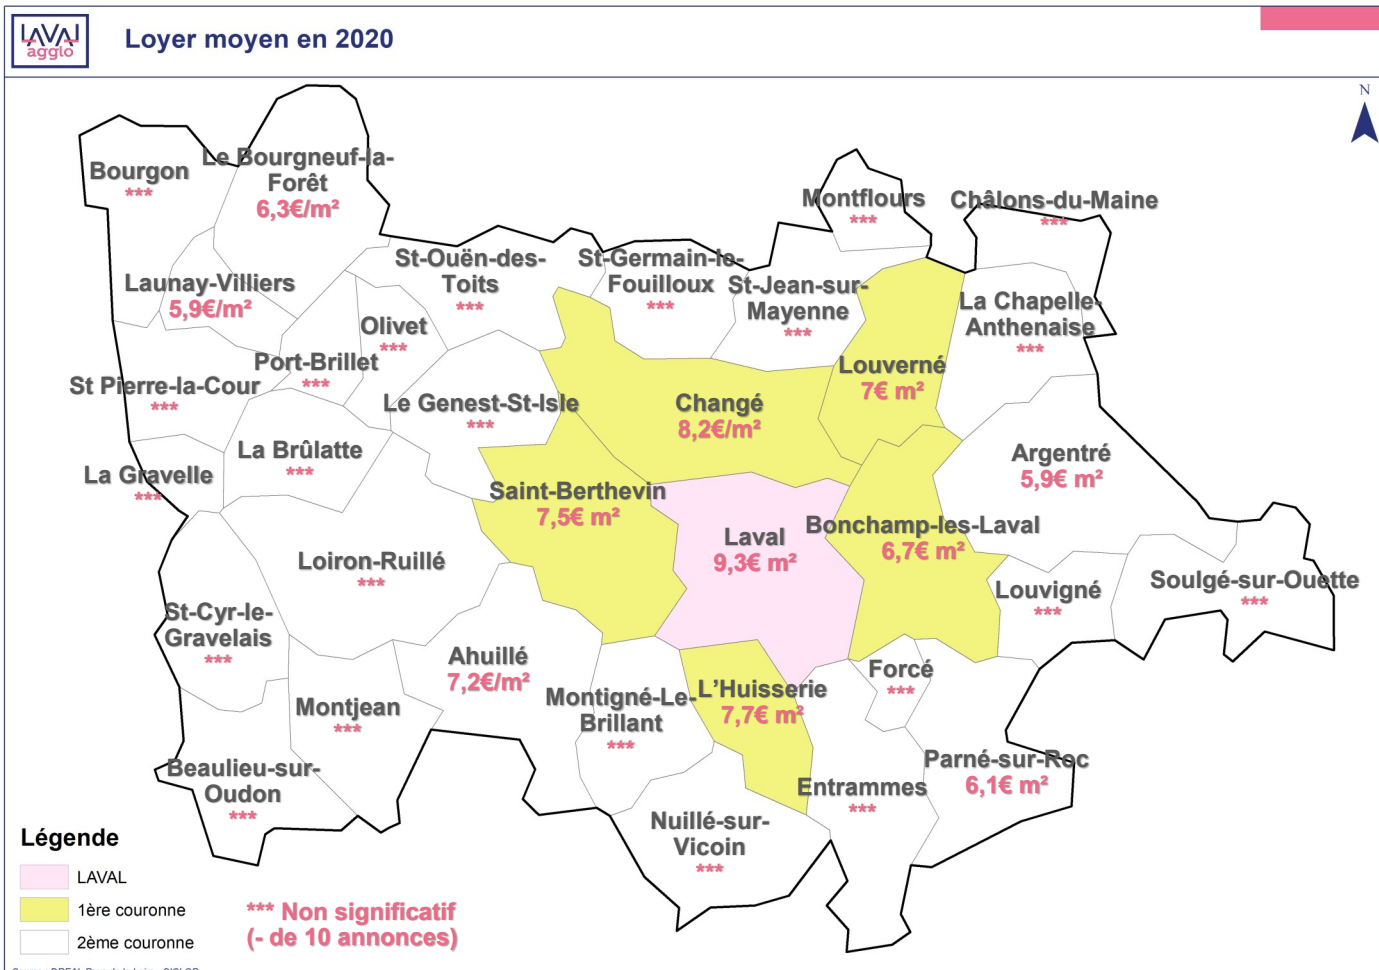 LAVAL
agglo
Loyer moyen en 2020
N
Bourgon
***
Le Bourgneuf-la-
Forêt
6,3€/m²
Montflours
***
Châlons-du-Maine
***
Launay-Villiers
5,9€/m²
St-Ouën-des-
Toits
***
St-Germain-le-
Fouilloux
***
St-Jean-sur-
Mayenne
***
La Chapelle-
Anthenaise
***
Olivet
***
Port-Brillet
***
St Pierre-la-Cour
***
Le Genest-St-Isle
***
Changé
8,2€/m²
Louverné
7€ m²
La Brûlatte
***
La Gravelle
***
Argentré
5,9€ m²
Saint-Berthevin
7,5€ m²
Laval
9,3€ m²
Bonchamp-les-Laval
6,7€ m²
Loiron-Ruillé
***
Louvigné
***
Soulgé-sur-Ouette
***
St-Cyr-le-
Gravelais
***
Ahuillé
7,2€/m²
Forcé
***
Montjean
***
Montigné-Le-
Brillant
***
L'Huisserie
7,7€ m²
Parné-sur-Roc
6,1€ m²
Beaulieu-sur-
Oudon
***
Entrammes
***
Nuillé-sur-
Vicoin
***
Légende
LAVAL
1ère couronne
2ème couronne
*** Non significatif
(- de 10 annonces)